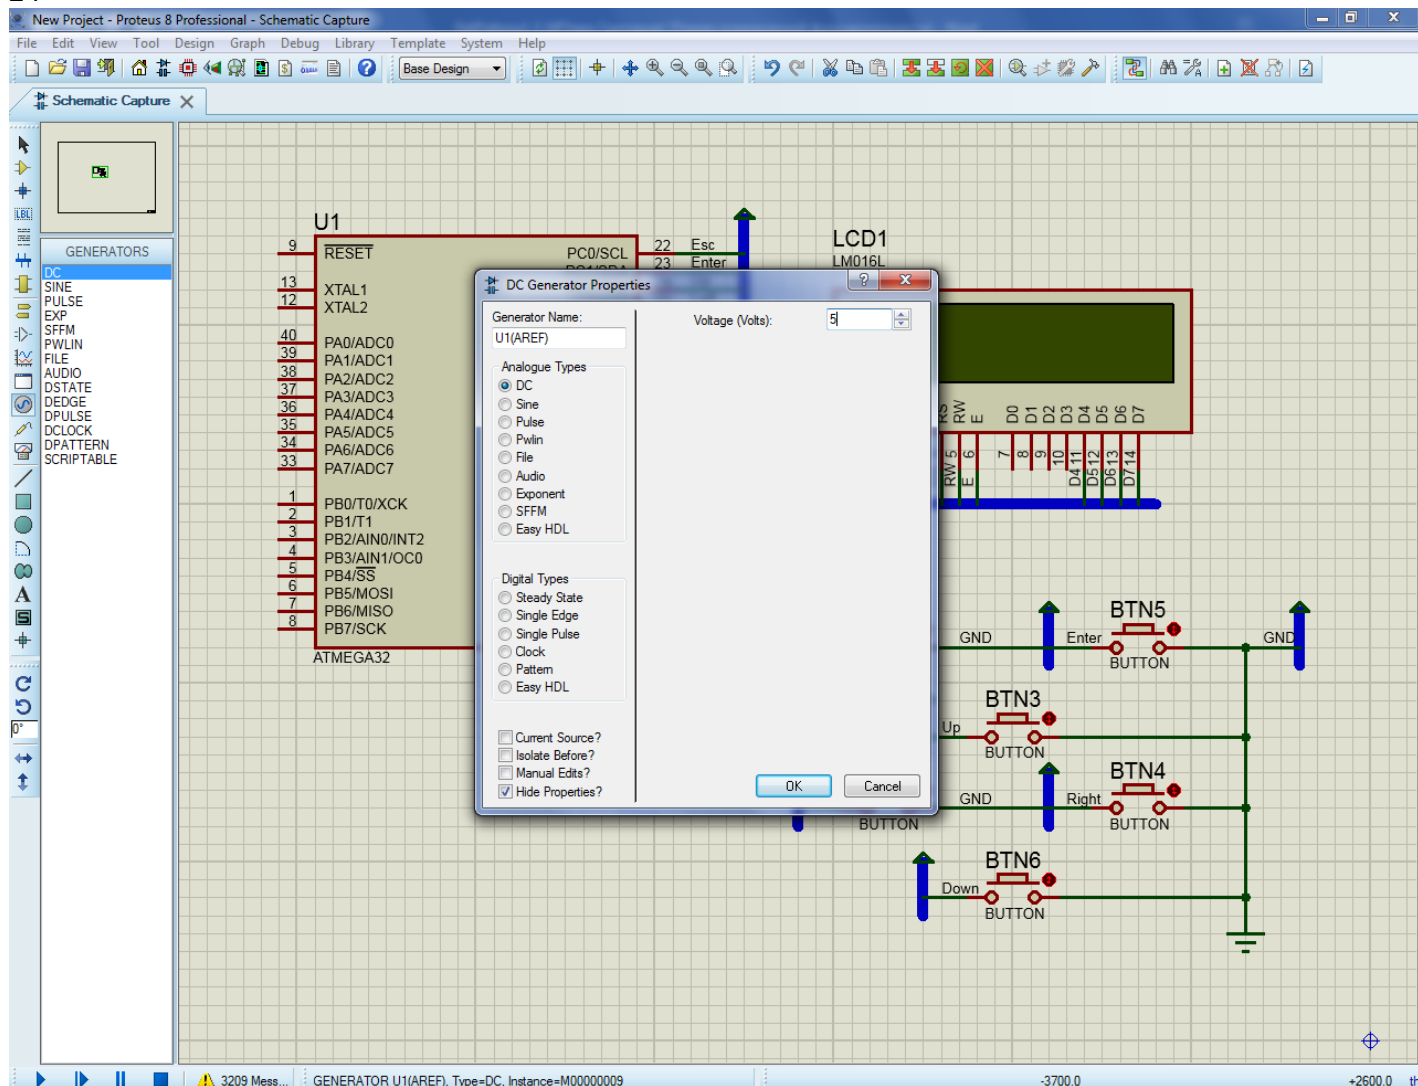 New Project - Proteus 8 Professional - Schematic Capture
File Edit View Tool Design Graph Debug Library Template System Help
Base Design
Schematic Capture
GENERATORS
DC
SINE
PULSE
EXP
SFFM
PWLIN
FILE
AUDIO
DSTATE
DEDGE
DPULSE
DCLOCK
DPATTERN
SCRIPTABLE
LBL
0°
U1
9 RESET
13 XTAL1
12 XTAL2
40 PA0/ADC0
39 PA1/ADC1
38 PA2/ADC2
37 PA3/ADC3
36 PA4/ADC4
35 PA5/ADC5
34 PA6/ADC6
33 PA7/ADC7
1 PB0/T0/XCK
2 PB1/T1
3 PB2/AIN0/INT2
4 PB3/AIN1/OC0
5 PB4/SS
6 PB5/MOSI
7 PB6/MISO
8 PB7/SCK
ATMEGA32
PC0/SCL 22 Esc
23 Enter
LCD1
LM016L
DC Generator Properties
Generator Name:
U1(AREF)
Voltage (Volts): 5
Analogue Types
DC
Sine
Pulse
Pwlin
File
Audio
Exponent
SFFM
Easy HDL
Digital Types
Steady State
Single Edge
Single Pulse
Clock
Pattern
Easy HDL
Current Source?
Isolate Before?
Manual Edits?
Hide Properties?
OK Cancel
RS RW E D0 D1 D2 D3 D4 D5 D6 D7
5 6 7 8 9 10 11 12 13 14
RW E D4 D5 D6 D7
BTN5
GND Enter GND
BUTTON
BTN3
Up
BUTTON
BTN4
GND Right
BUTTON BUTTON
BTN6
Down
BUTTON
3209 Mess... GENERATOR U1(AREF), Type=DC, Instance=M00000009 -3700.0 +2600.0 th